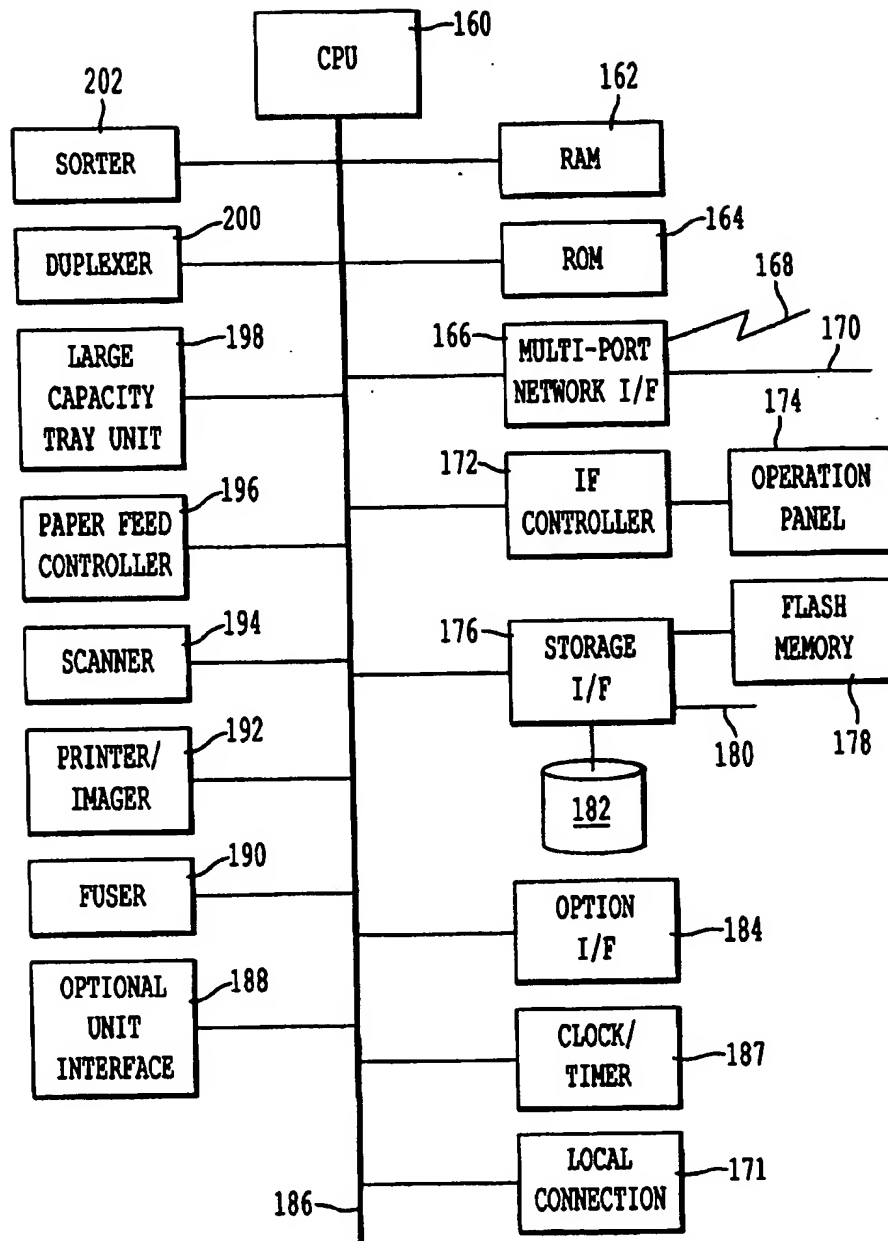 CPU
160
202
SORTER
162
RAM
200
DUPLEXER
164
ROM
198
LARGE
CAPACITY
TRAY UNIT
166
MULTI-PORT
NETWORK I/F
168
170
196
PAPER FEED
CONTROLLER
172
IF
CONTROLLER
174
OPERATION
PANEL
194
SCANNER
176
STORAGE
I/F
FLASH
MEMORY
178
180
182
192
PRINTER/
IMAGER
190
FUSER
OPTION
I/F
184
188
OPTIONAL
UNIT
INTERFACE
CLOCK/
TIMER
187
LOCAL
CONNECTION
171
186